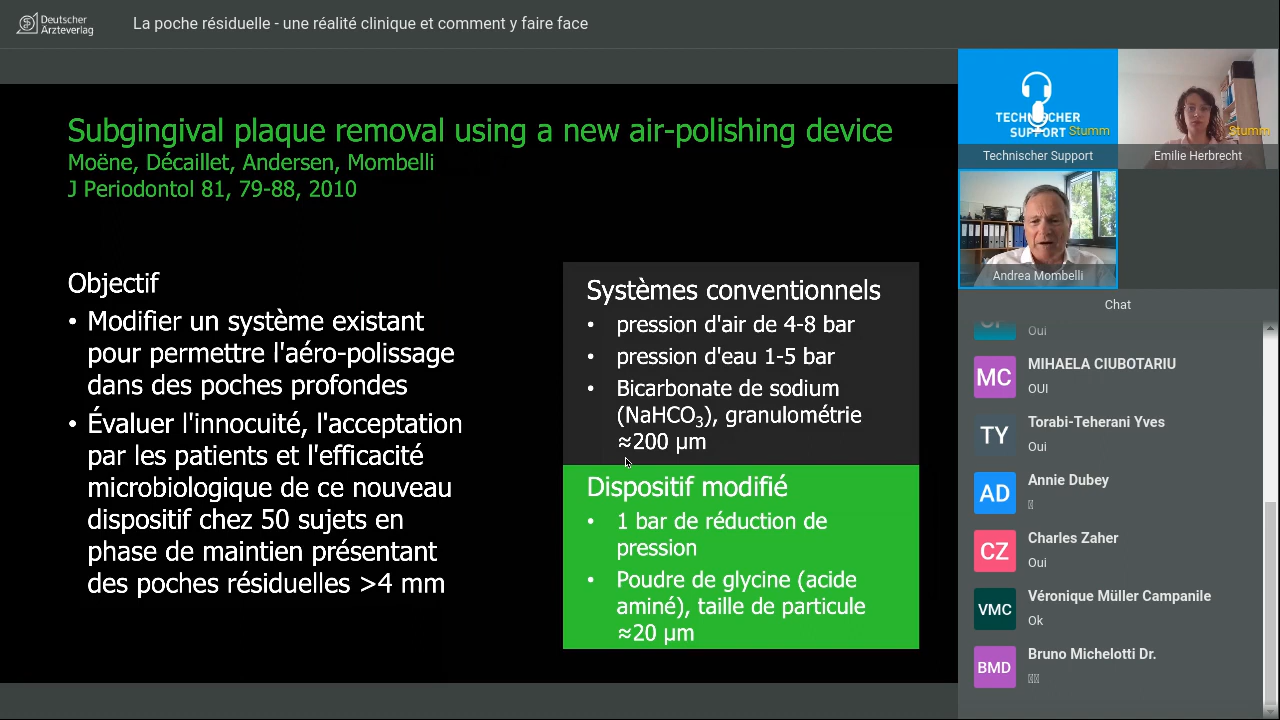 Deutscher
Ärzteverlag
La poche résiduelle - une réalité clinique et comment y faire face
Subgingival plaque removal using a new air-polishing device
Moëne, Décaillet, Andersen, Mombelli
J Periodontol 81, 79-88, 2010
Objectif
• Modifier un système existant
pour permettre l'aéro-polissage
dans des poches profondes
• Évaluer l'innocuité, l'acceptation
par les patients et l'efficacité
microbiologique de ce nouveau
dispositif chez 50 sujets en
phase de maintien présentant
des poches résiduelles >4 mm
Systèmes conventionnels
• pression d'air de 4-8 bar
• pression d'eau 1-5 bar
• Bicarbonate de sodium
(NaHCO₃), granulométrie
≈200 µm
Dispositif modifié
• 1 bar de réduction de
pression
• Poudre de glycine (acide
aminé), taille de particule
≈20 µm
TECHNISCHER
SUPPORT
Stumm
Technischer Support
Stumm
Emilie Herbrecht
Andrea Mombelli
Chat
Oui
MC
MIHAELA CIUBOTARIU
OUI
TY
Torabi-Teherani Yves
Oui
AD
Annie Dubey
CZ
Charles Zaher
Oui
VMC
Véronique Müller Campanile
Ok
BMD
Bruno Michelotti Dr.